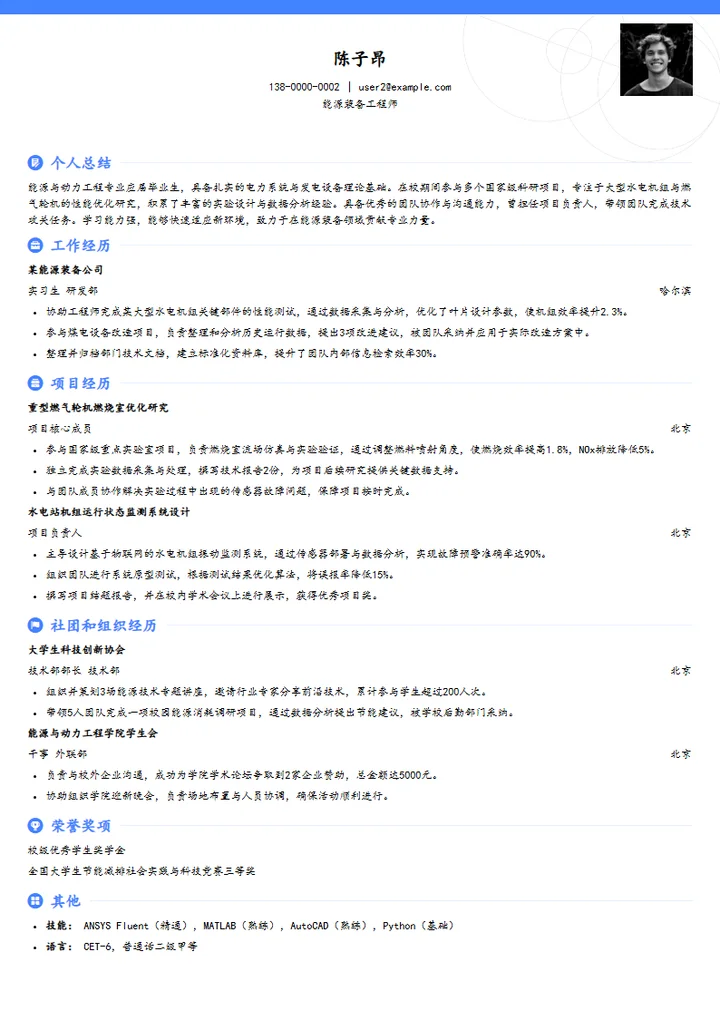 陈子昂
138-0000-0002 | user2@example.com
能源装备工程师
个人总结
能源与动力工程专业应届毕业生，具备扎实的电力系统与发电设备理论基础。在校期间参与多个国家级科研项目，专注于大型水电机组与燃
气轮机的性能优化研究，积累了丰富的实验设计与数据分析经验。具备优秀的团队协作与沟通能力，曾担任项目负责人，带领团队完成技术
攻关任务。学习能力强，能够快速适应新环境，致力于在能源装备领域贡献专业力量。
工作经历
某能源装备公司
实习生 研发部 哈尔滨
• 协助工程师完成某大型水电机组关键部件的性能测试，通过数据采集与分析，优化了叶片设计参数，使机组效率提升2.3%。
• 参与煤电设备改造项目，负责整理和分析历史运行数据，提出3项改进建议，被团队采纳并应用于实际改造方案中。
• 整理并归档部门技术文档，建立标准化资料库，提升了团队内部信息检索效率30%。
项目经历
重型燃气轮机燃烧室优化研究
项目核心成员 北京
• 参与国家级重点实验室项目，负责燃烧室流场仿真与实验验证，通过调整燃料喷射角度，使燃烧效率提高1.8%，NOx排放降低5%。
• 独立完成实验数据采集与处理，撰写技术报告2份，为项目后续研究提供关键数据支持。
• 与团队成员协作解决实验过程中出现的传感器故障问题，保障项目按时完成。
水电站机组运行状态监测系统设计
项目负责人 北京
• 主导设计基于物联网的水电机组振动监测系统，通过传感器部署与数据分析，实现故障预警准确率达90%。
• 组织团队进行系统原型测试，根据测试结果优化算法，将误报率降低15%。
• 撰写项目结题报告，并在校内学术会议上进行展示，获得优秀项目奖。
社团和组织经历
大学生科技创新协会
技术部部长 技术部 北京
• 组织并策划3场能源技术专题讲座，邀请行业专家分享前沿技术，累计参与学生超过200人次。
• 带领5人团队完成一项校园能源消耗调研项目，通过数据分析提出节能建议，被学校后勤部门采纳。
能源与动力工程学院学生会
干事 外联部 北京
• 负责与校外企业沟通，成功为学院学术论坛争取到2家企业赞助，总金额达5000元。
• 协助组织学院迎新晚会，负责场地布置与人员协调，确保活动顺利进行。
荣誉奖项
校级优秀学生奖学金
全国大学生节能减排社会实践与科技竞赛三等奖
其他
• 技能： ANSYS Fluent（精通）, MATLAB（熟练）, AutoCAD（熟练）, Python（基础）
• 语言： CET-6, 普通话二级甲等